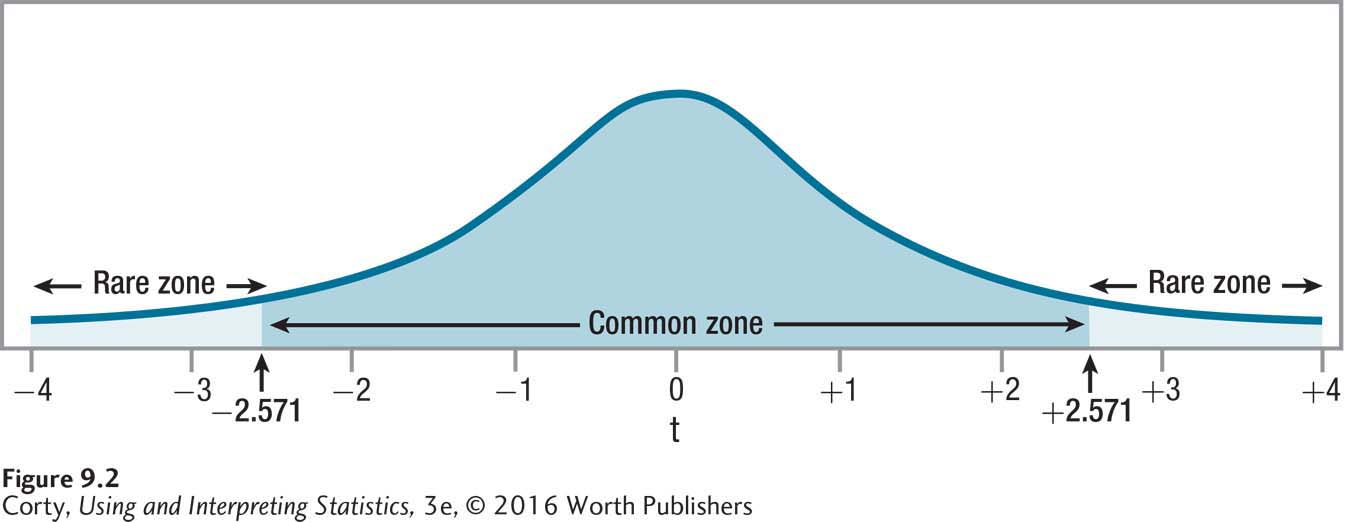 Rare zone
Rare zone
Common zone
−4
−3
−2
−1
0
+1
+2
+3
+4
−2.571
+2.571
t
Figure 9.2
Corty, Using and Interpreting Statistics, 3e, © 2016 Worth Publishers